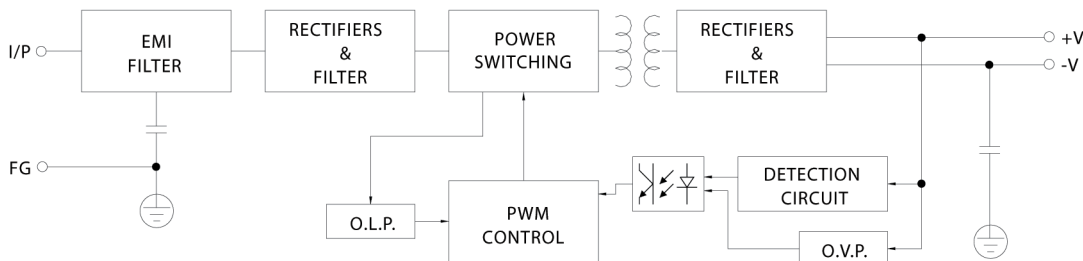 I/P
EMI
FILTER
RECTIFIERS
&
FILTER
POWER
SWITCHING
RECTIFIERS
&
FILTER
+V
-V
FG
O.L.P.
PWM
CONTROL
DETECTION
CIRCUIT
O.V.P.